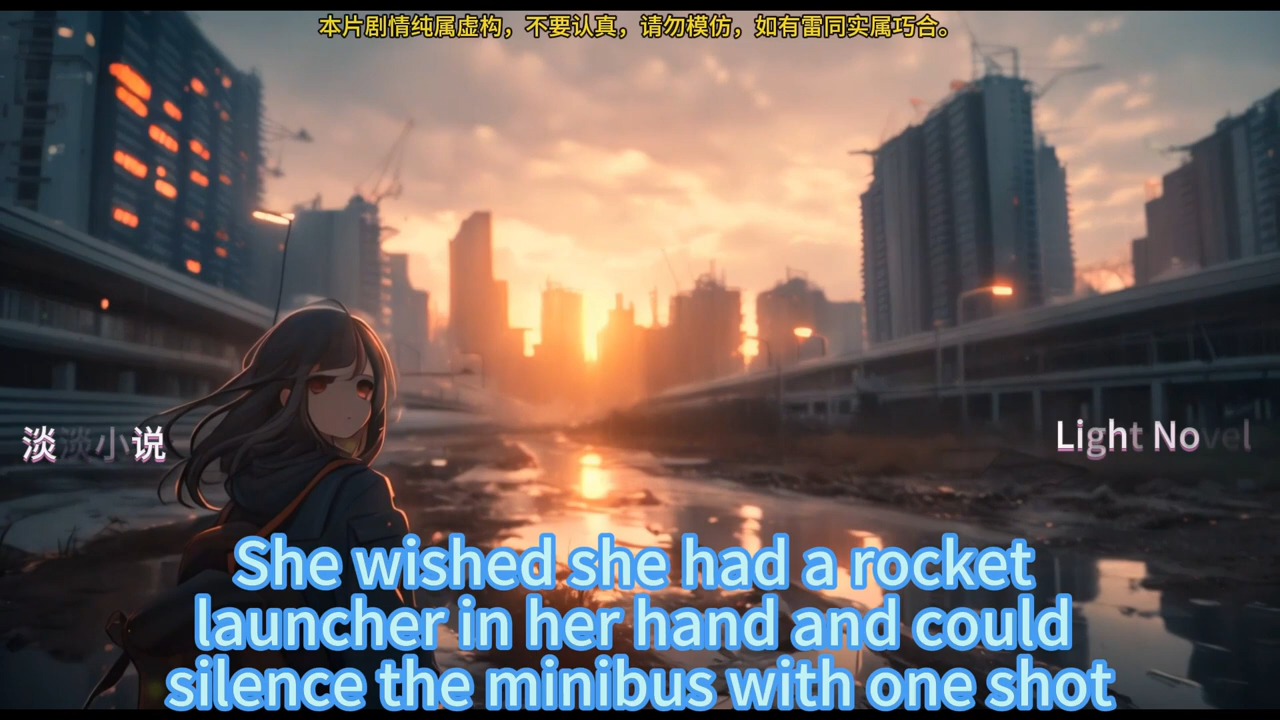 本片剧情纯属虚构，不要认真，请勿模仿，如有雷同实属巧合。
淡淡小说
Light Novel
She wished she had a rocket
launcher in her hand and could
silence the minibus with one shot